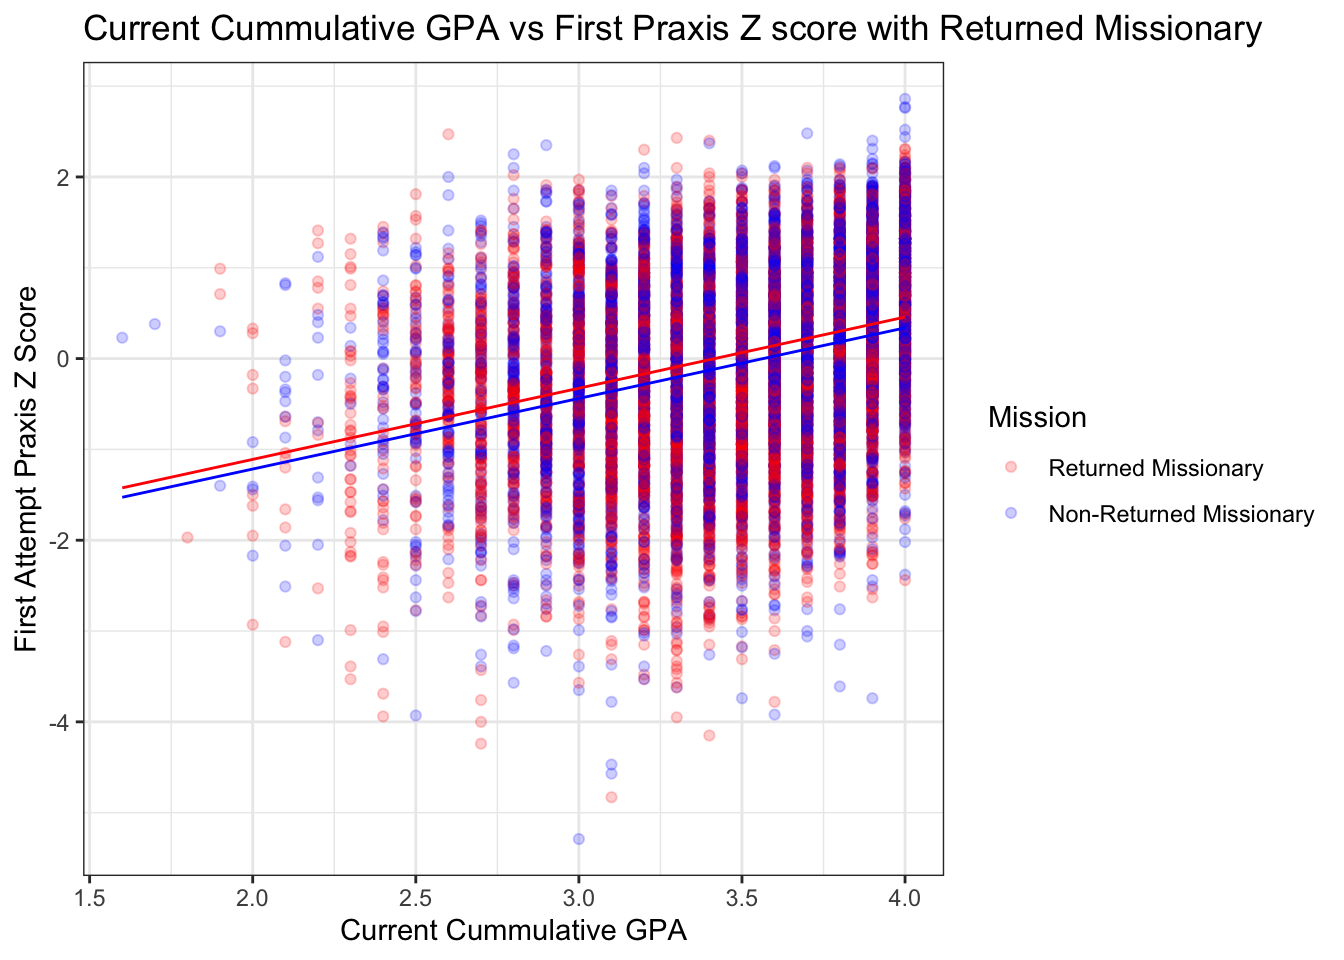 Current Cummulative GPA vs First Praxis Z score with Returned Missionary
First Attempt Praxis Z Score
2
0
-2
-4
1.5 2.0 2.5 3.0 3.5 4.0
Current Cummulative GPA
Mission
Returned Missionary
Non-Returned Missionary